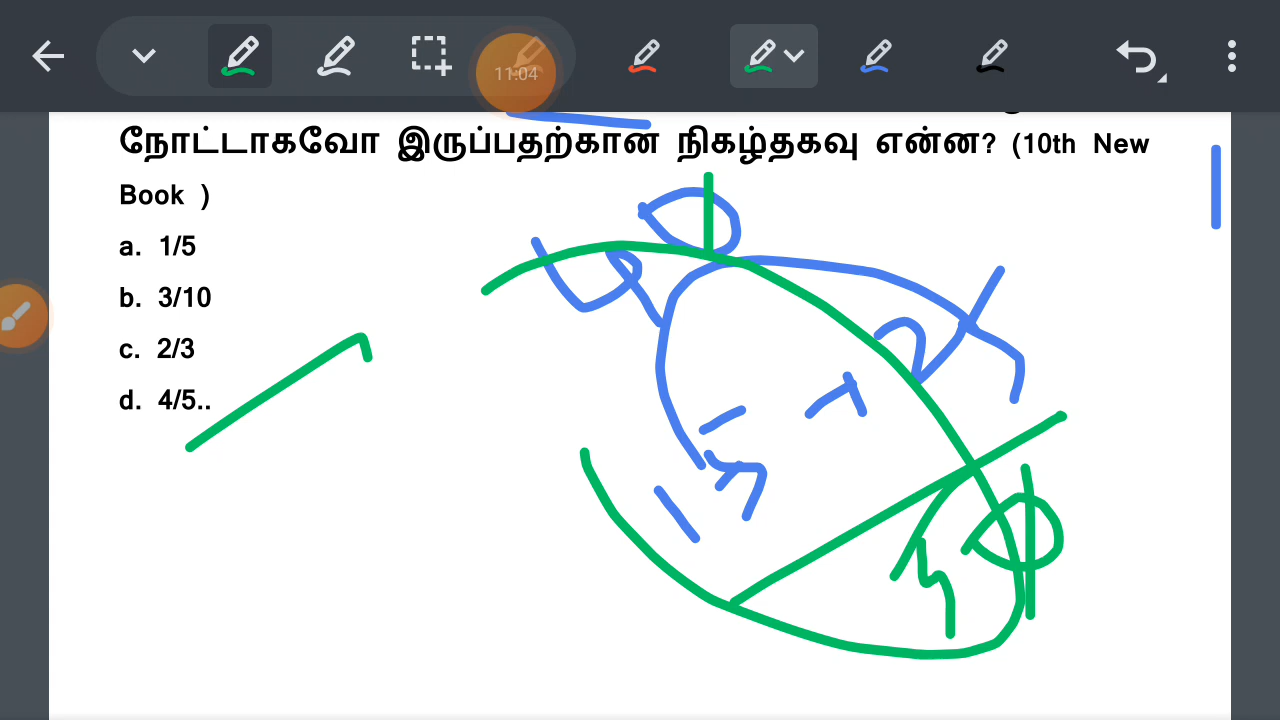 11:04
நோட்டாகவோ இருப்பதற்கான நிகழ்தகவு என்ன? (10th New
Book )
a. 1/5
b. 3/10
c. 2/3
d. 4/5..